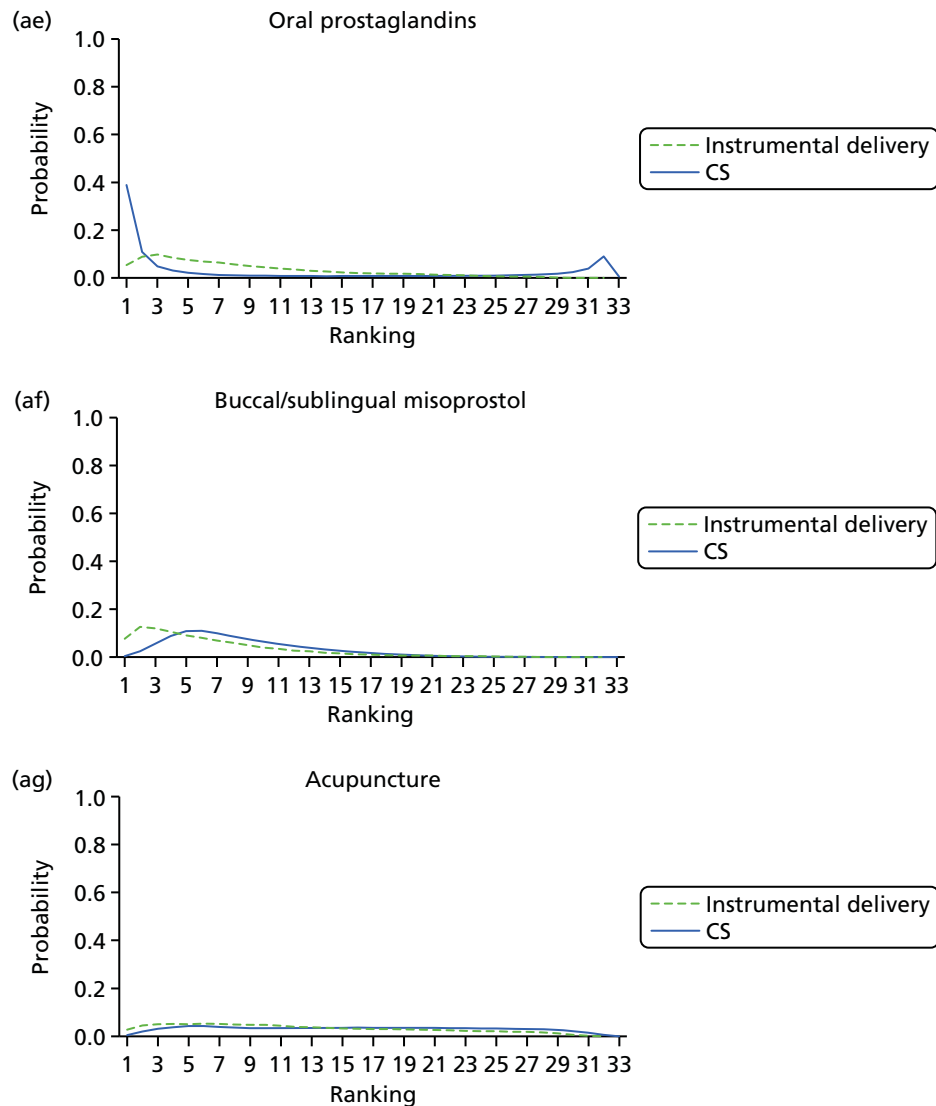 (ae)
Oral prostaglandins
1.0
0.8
0.6
0.4
0.2
0.0
Probability
1 3 5 7 9 11 13 15 17 19 21 23 25 27 29 31 33
Ranking
Instrumental delivery
CS
(af)
Buccal/sublingual misoprostol
1.0
0.8
0.6
0.4
0.2
0.0
Probability
1 3 5 7 9 11 13 15 17 19 21 23 25 27 29 31 33
Ranking
Instrumental delivery
CS
(ag)
Acupuncture
1.0
0.8
0.6
0.4
0.2
0.0
Probability
1 3 5 7 9 11 13 15 17 19 21 23 25 27 29 31 33
Ranking
Instrumental delivery
CS